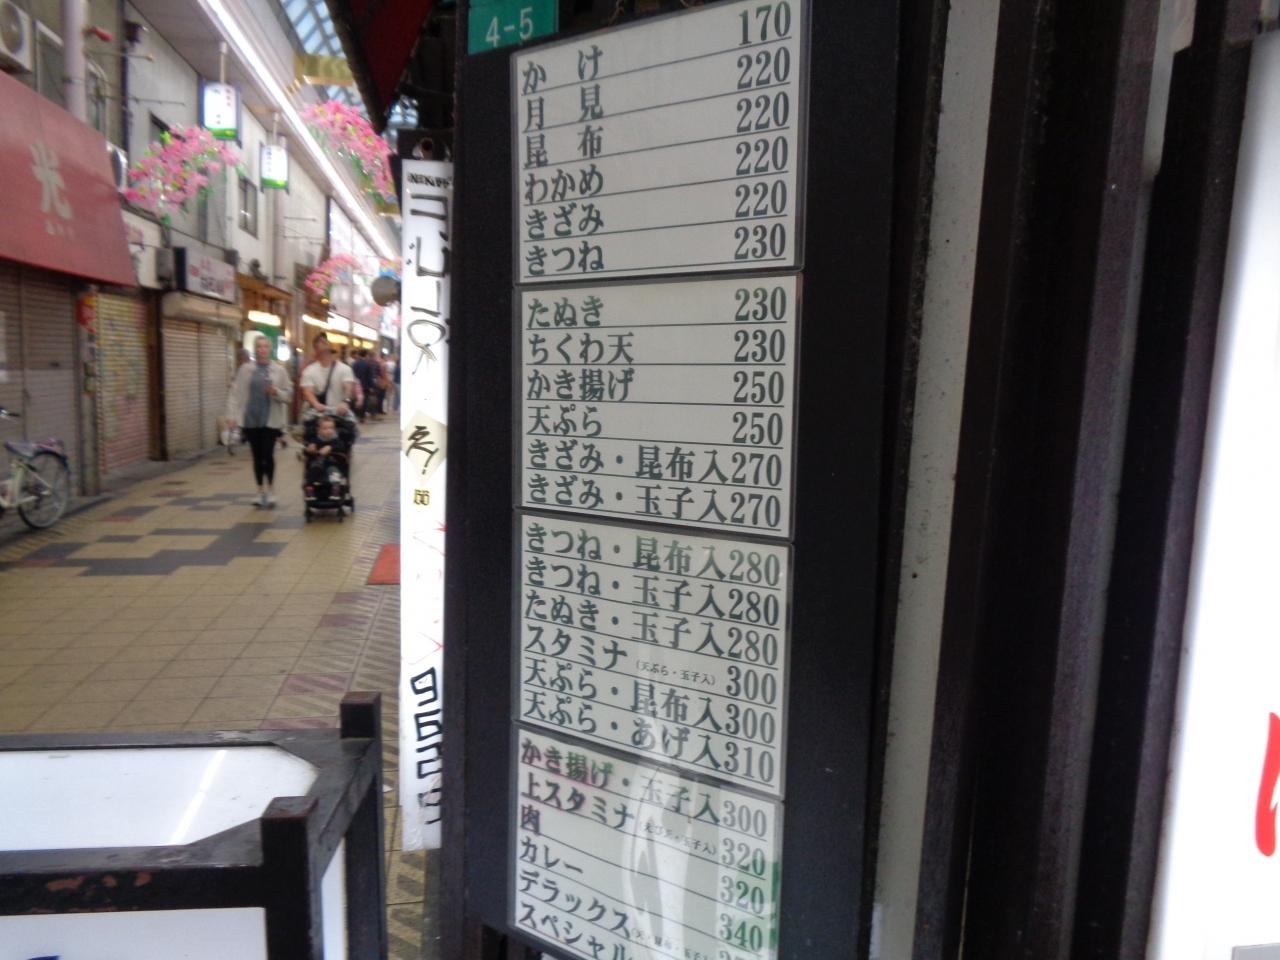 4-5
かけ 170
月見 220
昆布 220
わかめ 220
きざみ 220
きつね 230
たぬき 230
ちくわ天 230
かき揚げ 250
天ぷら 250
きざみ・昆布入 270
きざみ・玉子入 270
きつね・昆布入 280
きつね・玉子入 280
たぬき・玉子入 280
スタミナ (天ぷら・玉子入) 300
天ぷら・昆布入 300
天ぷら・あげ入 310
かき揚げ・玉子入 300
上スタミナ 320
肉 320
カレー 340
デラックス
スペシャル
光